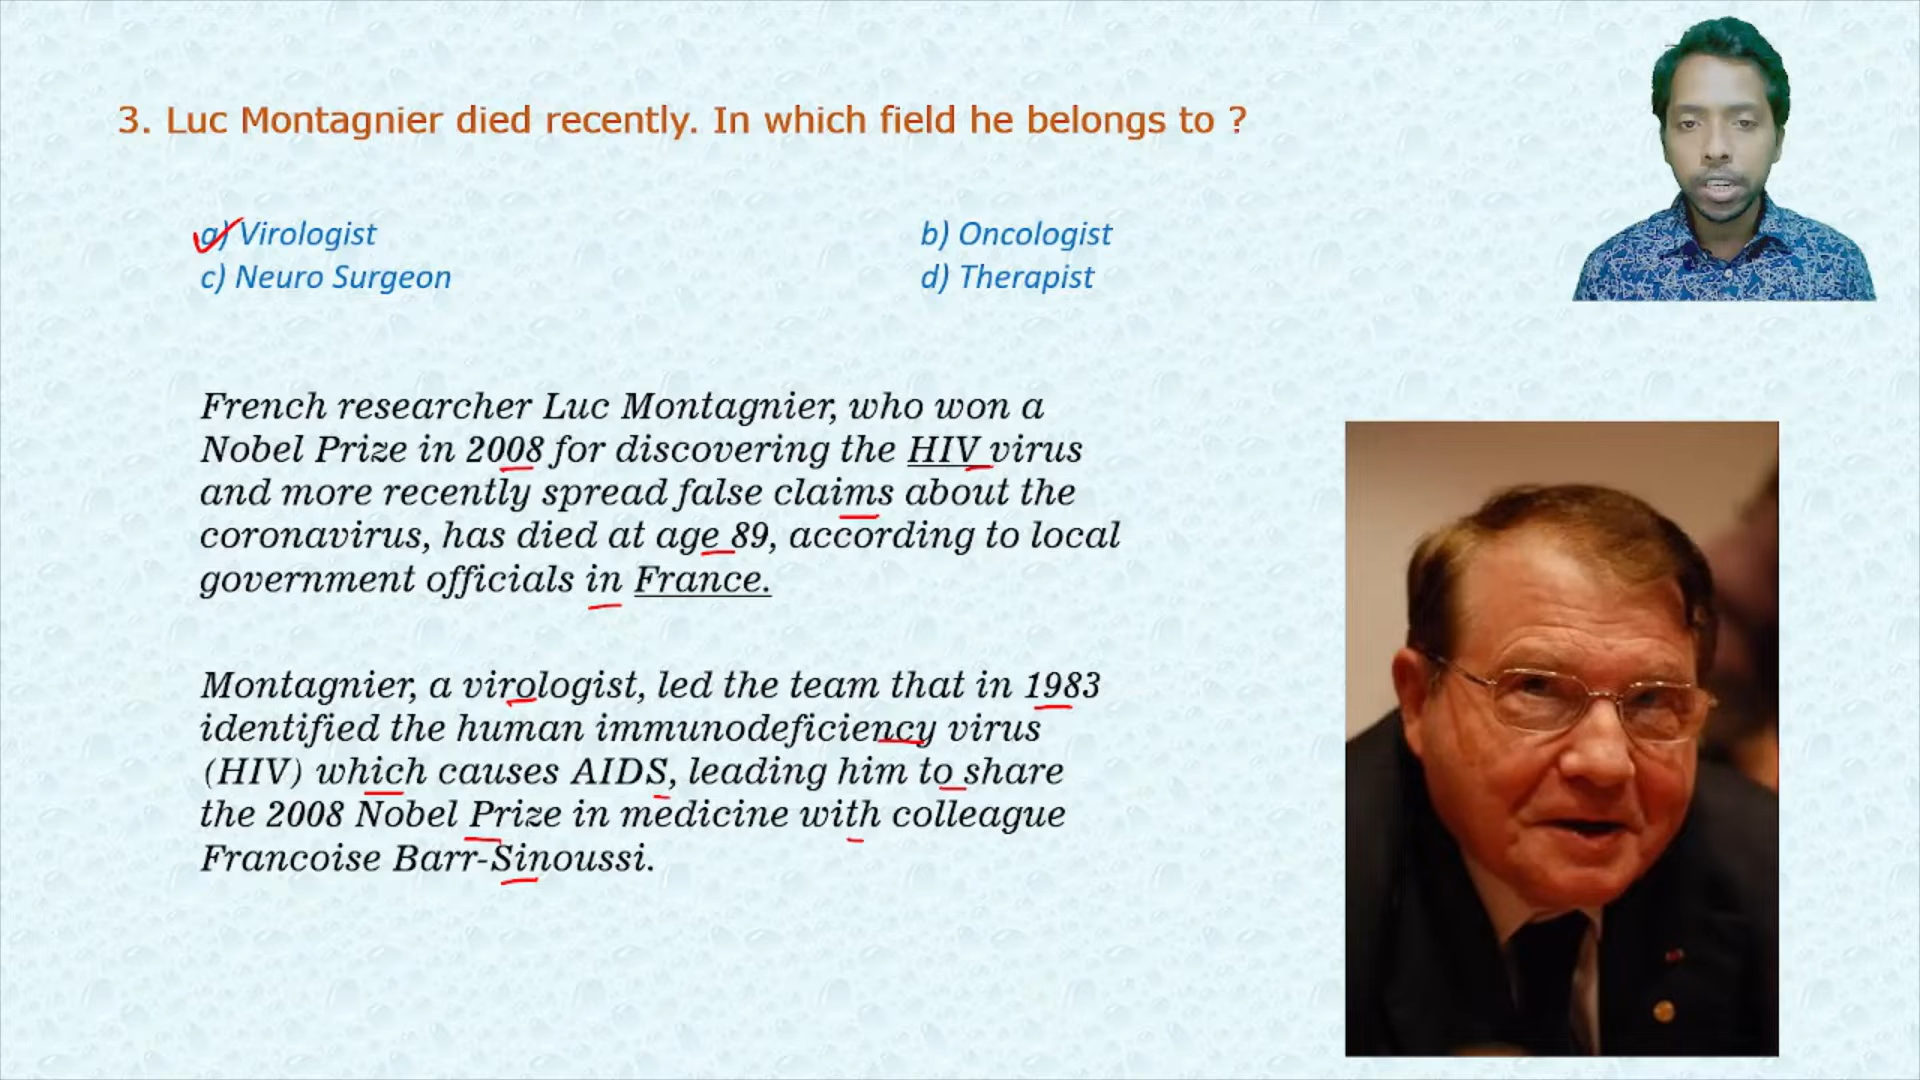 3. Luc Montagnier died recently. In which field he belongs to ?
a) Virologist
b) Oncologist
c) Neuro Surgeon
d) Therapist
French researcher Luc Montagnier, who won a
Nobel Prize in 2008 for discovering the HIV virus
and more recently spread false claims about the
coronavirus, has died at age 89, according to local
government officials in France.
Montagnier, a virologist, led the team that in 1983
identified the human immunodeficiency virus
(HIV) which causes AIDS, leading him to share
the 2008 Nobel Prize in medicine with colleague
Francoise Barr-Sinoussi.